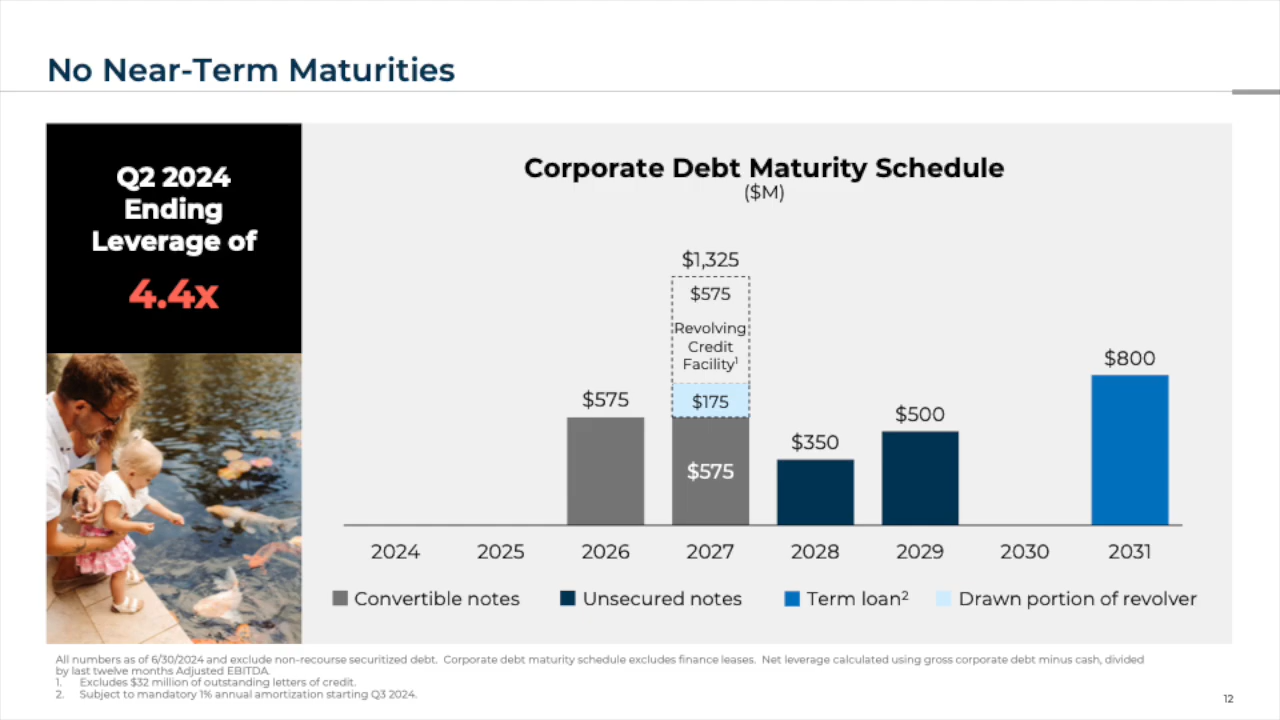 No Near-Term Maturities
Q2 2024
Ending
Leverage of
4.4x
Corporate Debt Maturity Schedule
($M)
$1,325
$575
Revolving
Credit
Facility¹
$175
$575
$575
$350
$500
$800
2024 2025 2026 2027 2028 2029 2030 2031
Convertible notes Unsecured notes Term loan² Drawn portion of revolver
All numbers as of 6/30/2024 and exclude non-recourse securitized debt. Corporate debt maturity schedule excludes finance leases. Net leverage calculated using gross corporate debt minus cash, divided
by last twelve months Adjusted EBITDA.
1. Excludes $32 million of outstanding letters of credit.
2. Subject to mandatory 1% annual amortization starting Q3 2024.
12